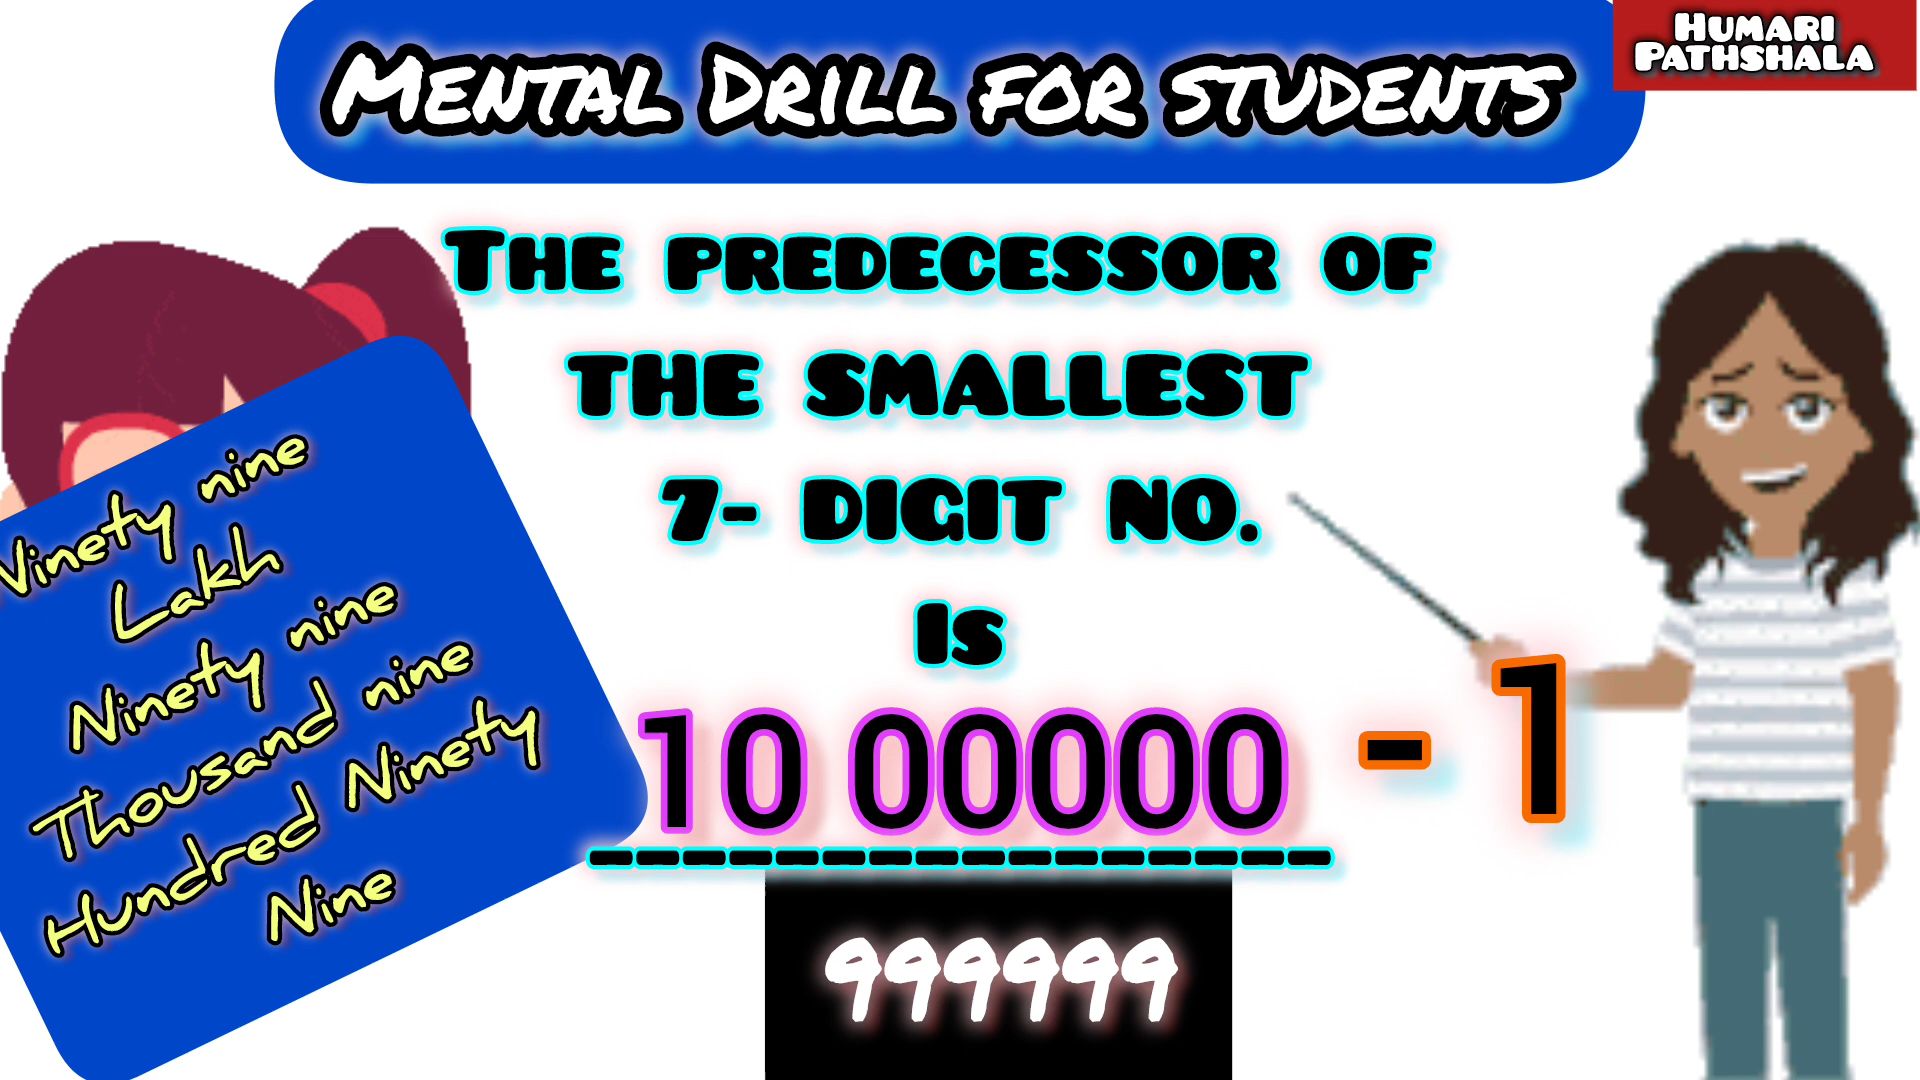 Mental Drill for students
Humari
Pathshala
The predecessor of
the smallest
7- digit no.
Is
10 00000 - 1
---------------
999999
Ninety nine
Lakh
Ninety nine
Thousand nine
Hundred Ninety
Nine